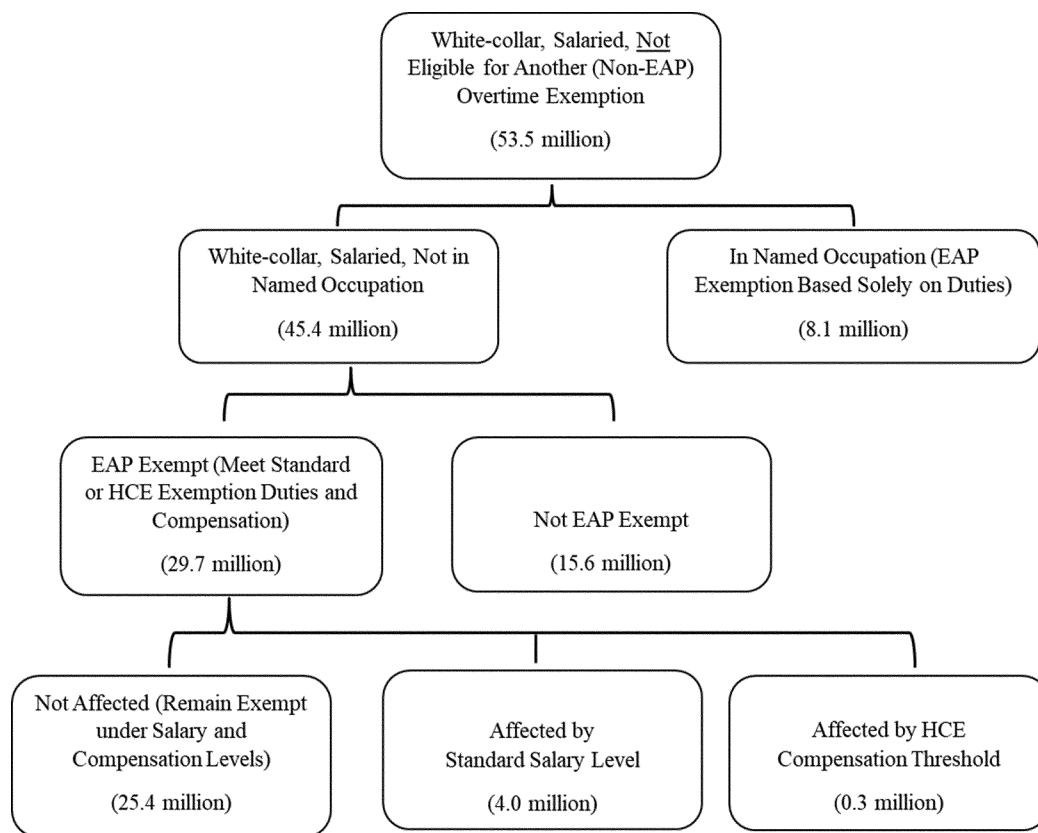 White-collar, Salaried, Not
Eligible for Another (Non-EAP)
Overtime Exemption
(53.5 million)
White-collar, Salaried, Not in
Named Occupation
(45.4 million)
In Named Occupation (EAP
Exemption Based Solely on Duties)
(8.1 million)
EAP Exempt (Meet Standard
or HCE Exemption Duties and
Compensation)
(29.7 million)
Not EAP Exempt
(15.6 million)
Not Affected (Remain Exempt
under Salary and
Compensation Levels)
(25.4 million)
Affected by
Standard Salary Level
(4.0 million)
Affected by HCE
Compensation Threshold
(0.3 million)